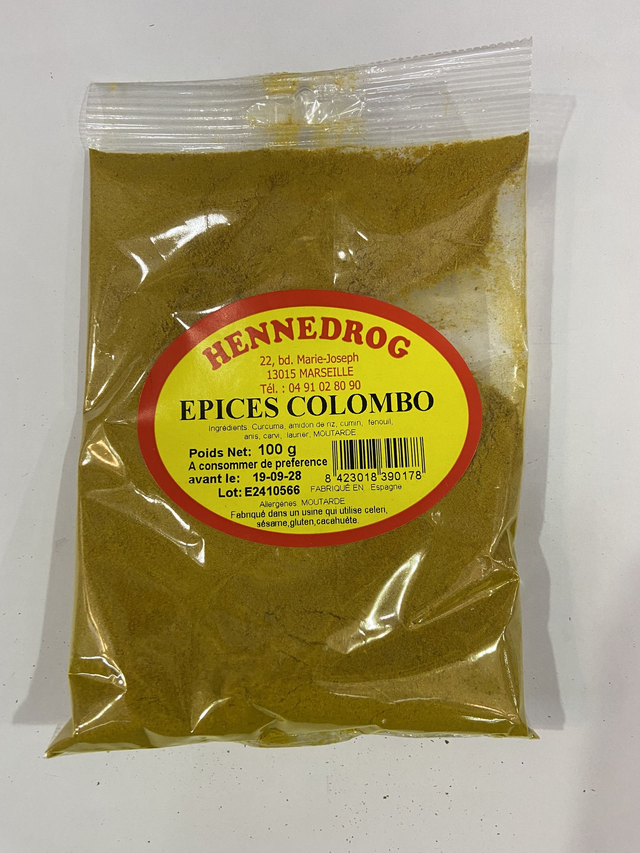 HENNEDROG
22, bd. Marie-Joseph
13015 MARSEILLE
Tél. : 04 91 02 80 90
EPICES COLOMBO
Ingrédients: Curcuma, amidon de riz, cumin, fenouil,
anis, carvi, laurier, MOUTARDE
Poids Net: 100 g
A consommer de preference
avant le: 19-09-28
Lot: E2410566
8 423018 390178
FABRIQUÉ EN Espagne
Allergènes MOUTARDE
Fabriqué dans un usine qui utilise celeri,
sésame,gluten,cacahuète.